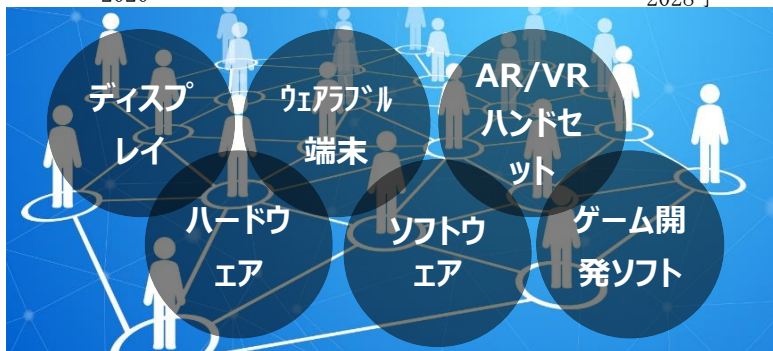 2020
2028
ディスプ
レイ
ｳｪｱﾗﾌﾞﾙ
端末
AR/VR
ハンドセ
ット
ハードウ
ェア
ソフトウ
ェア
ゲーム開
発ソフト